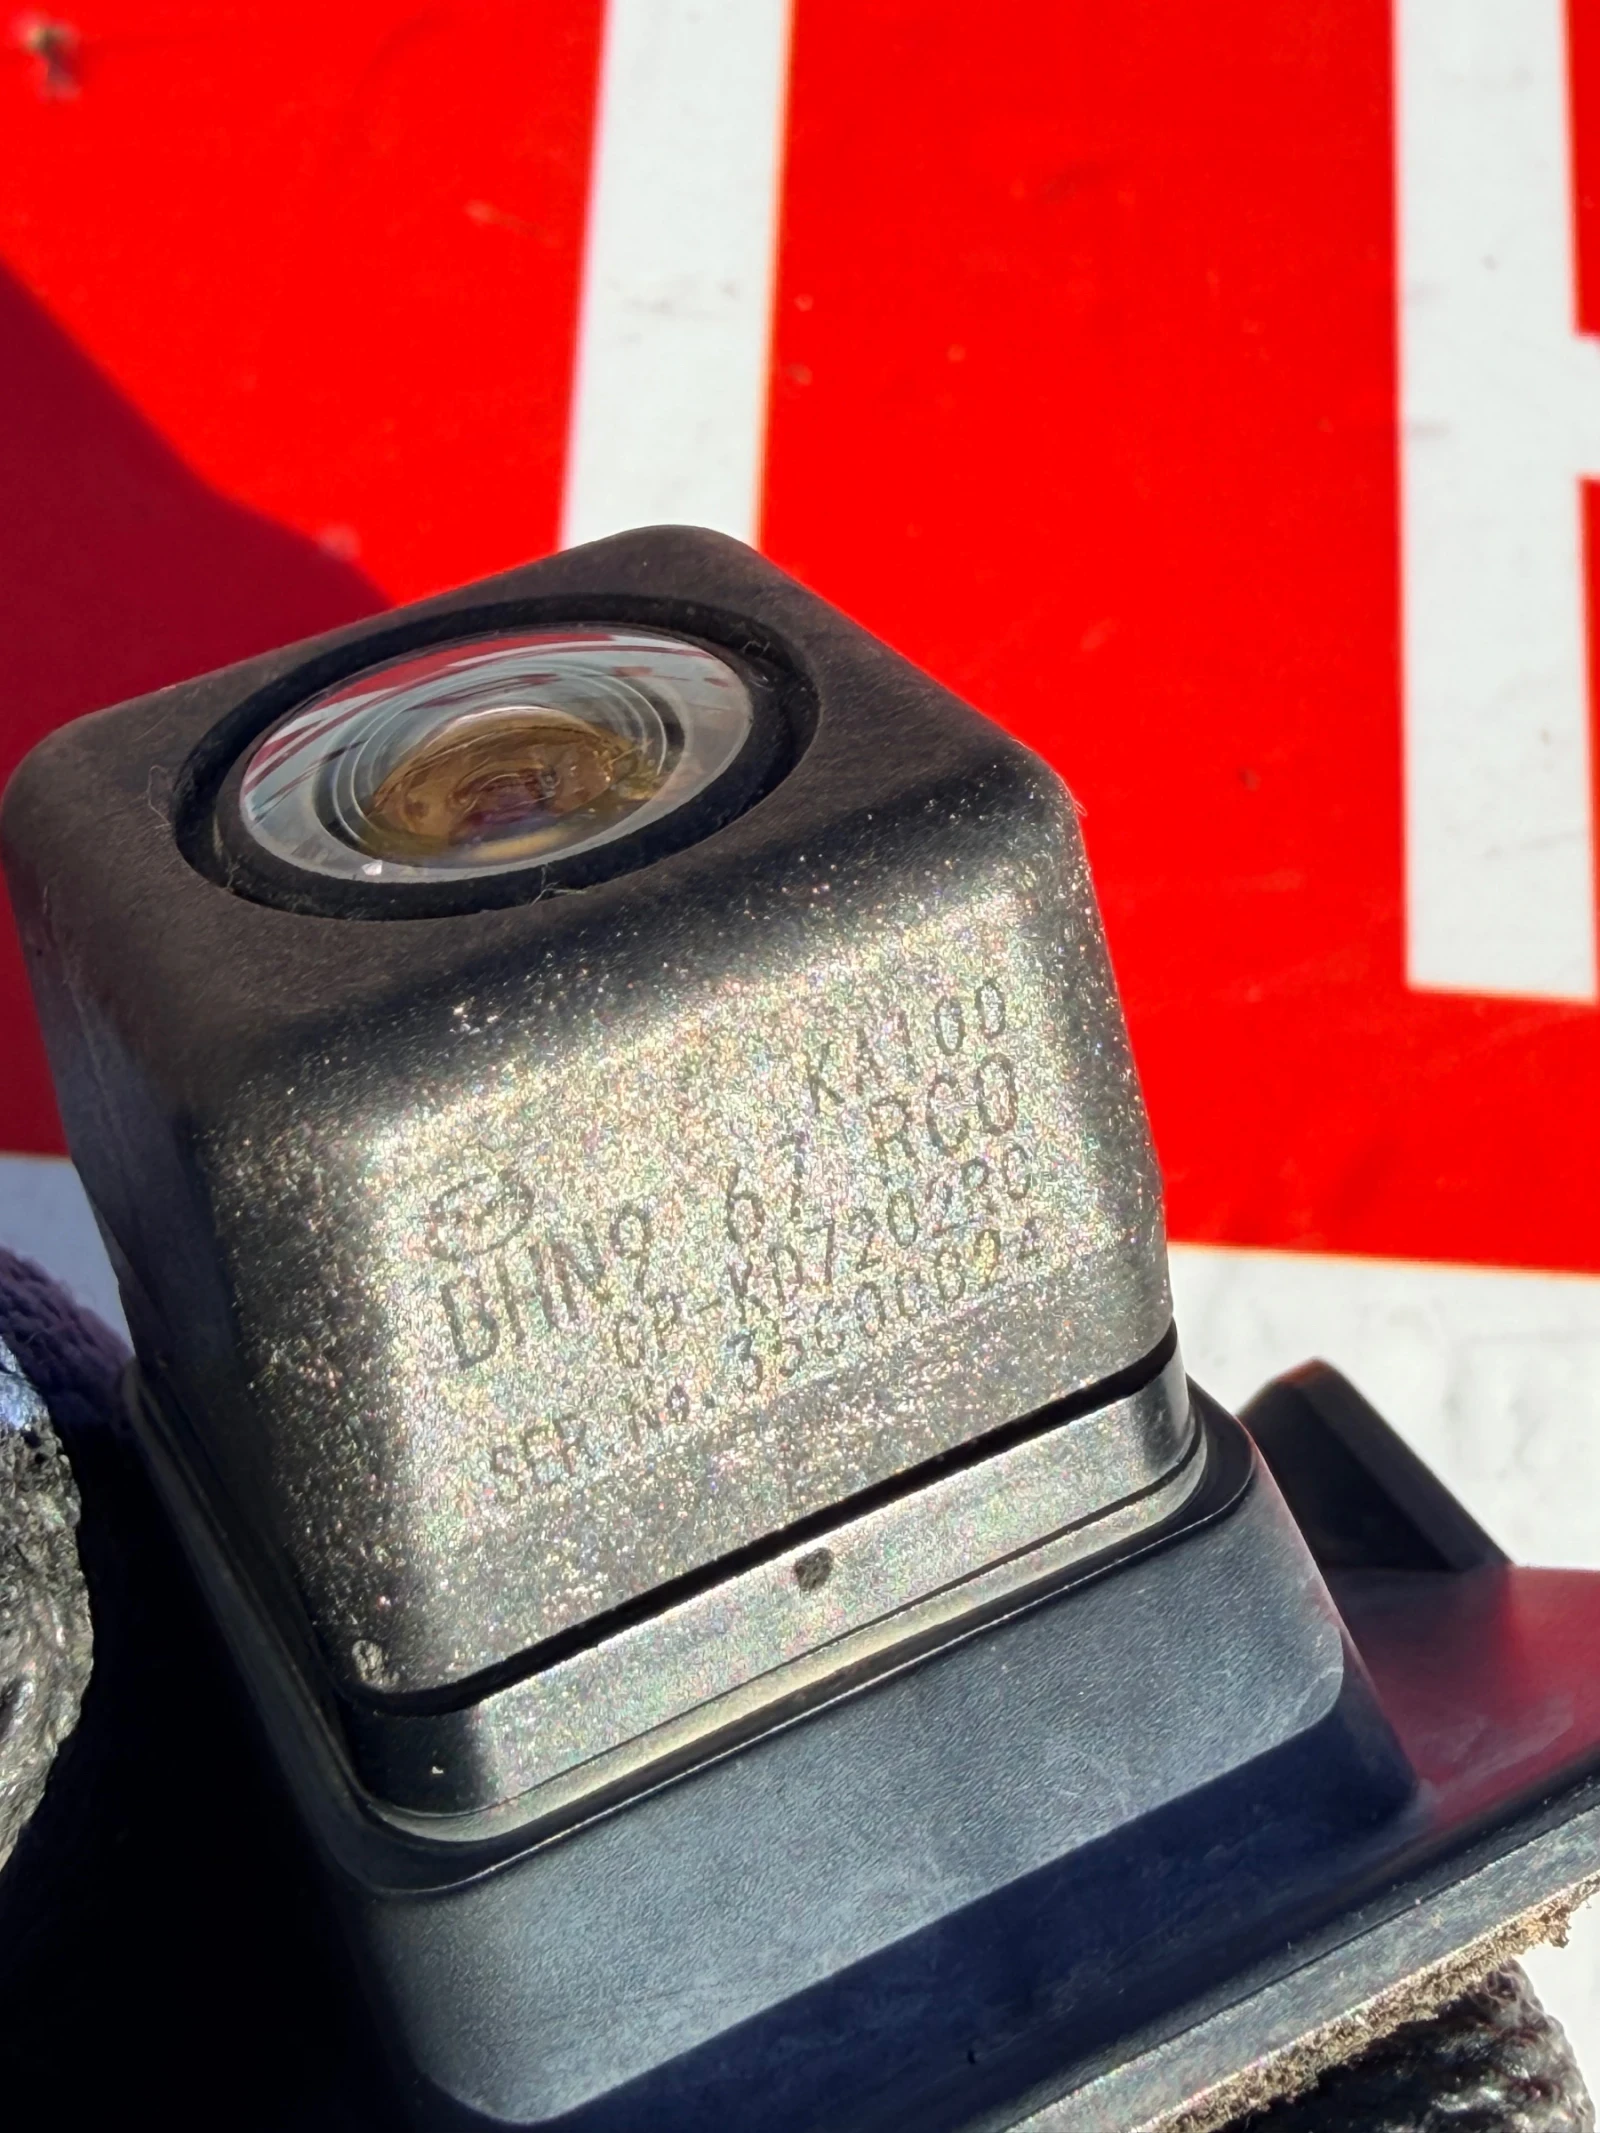 KA100
BHN9 67 RC0
CP-KD7202RC
SER.No.